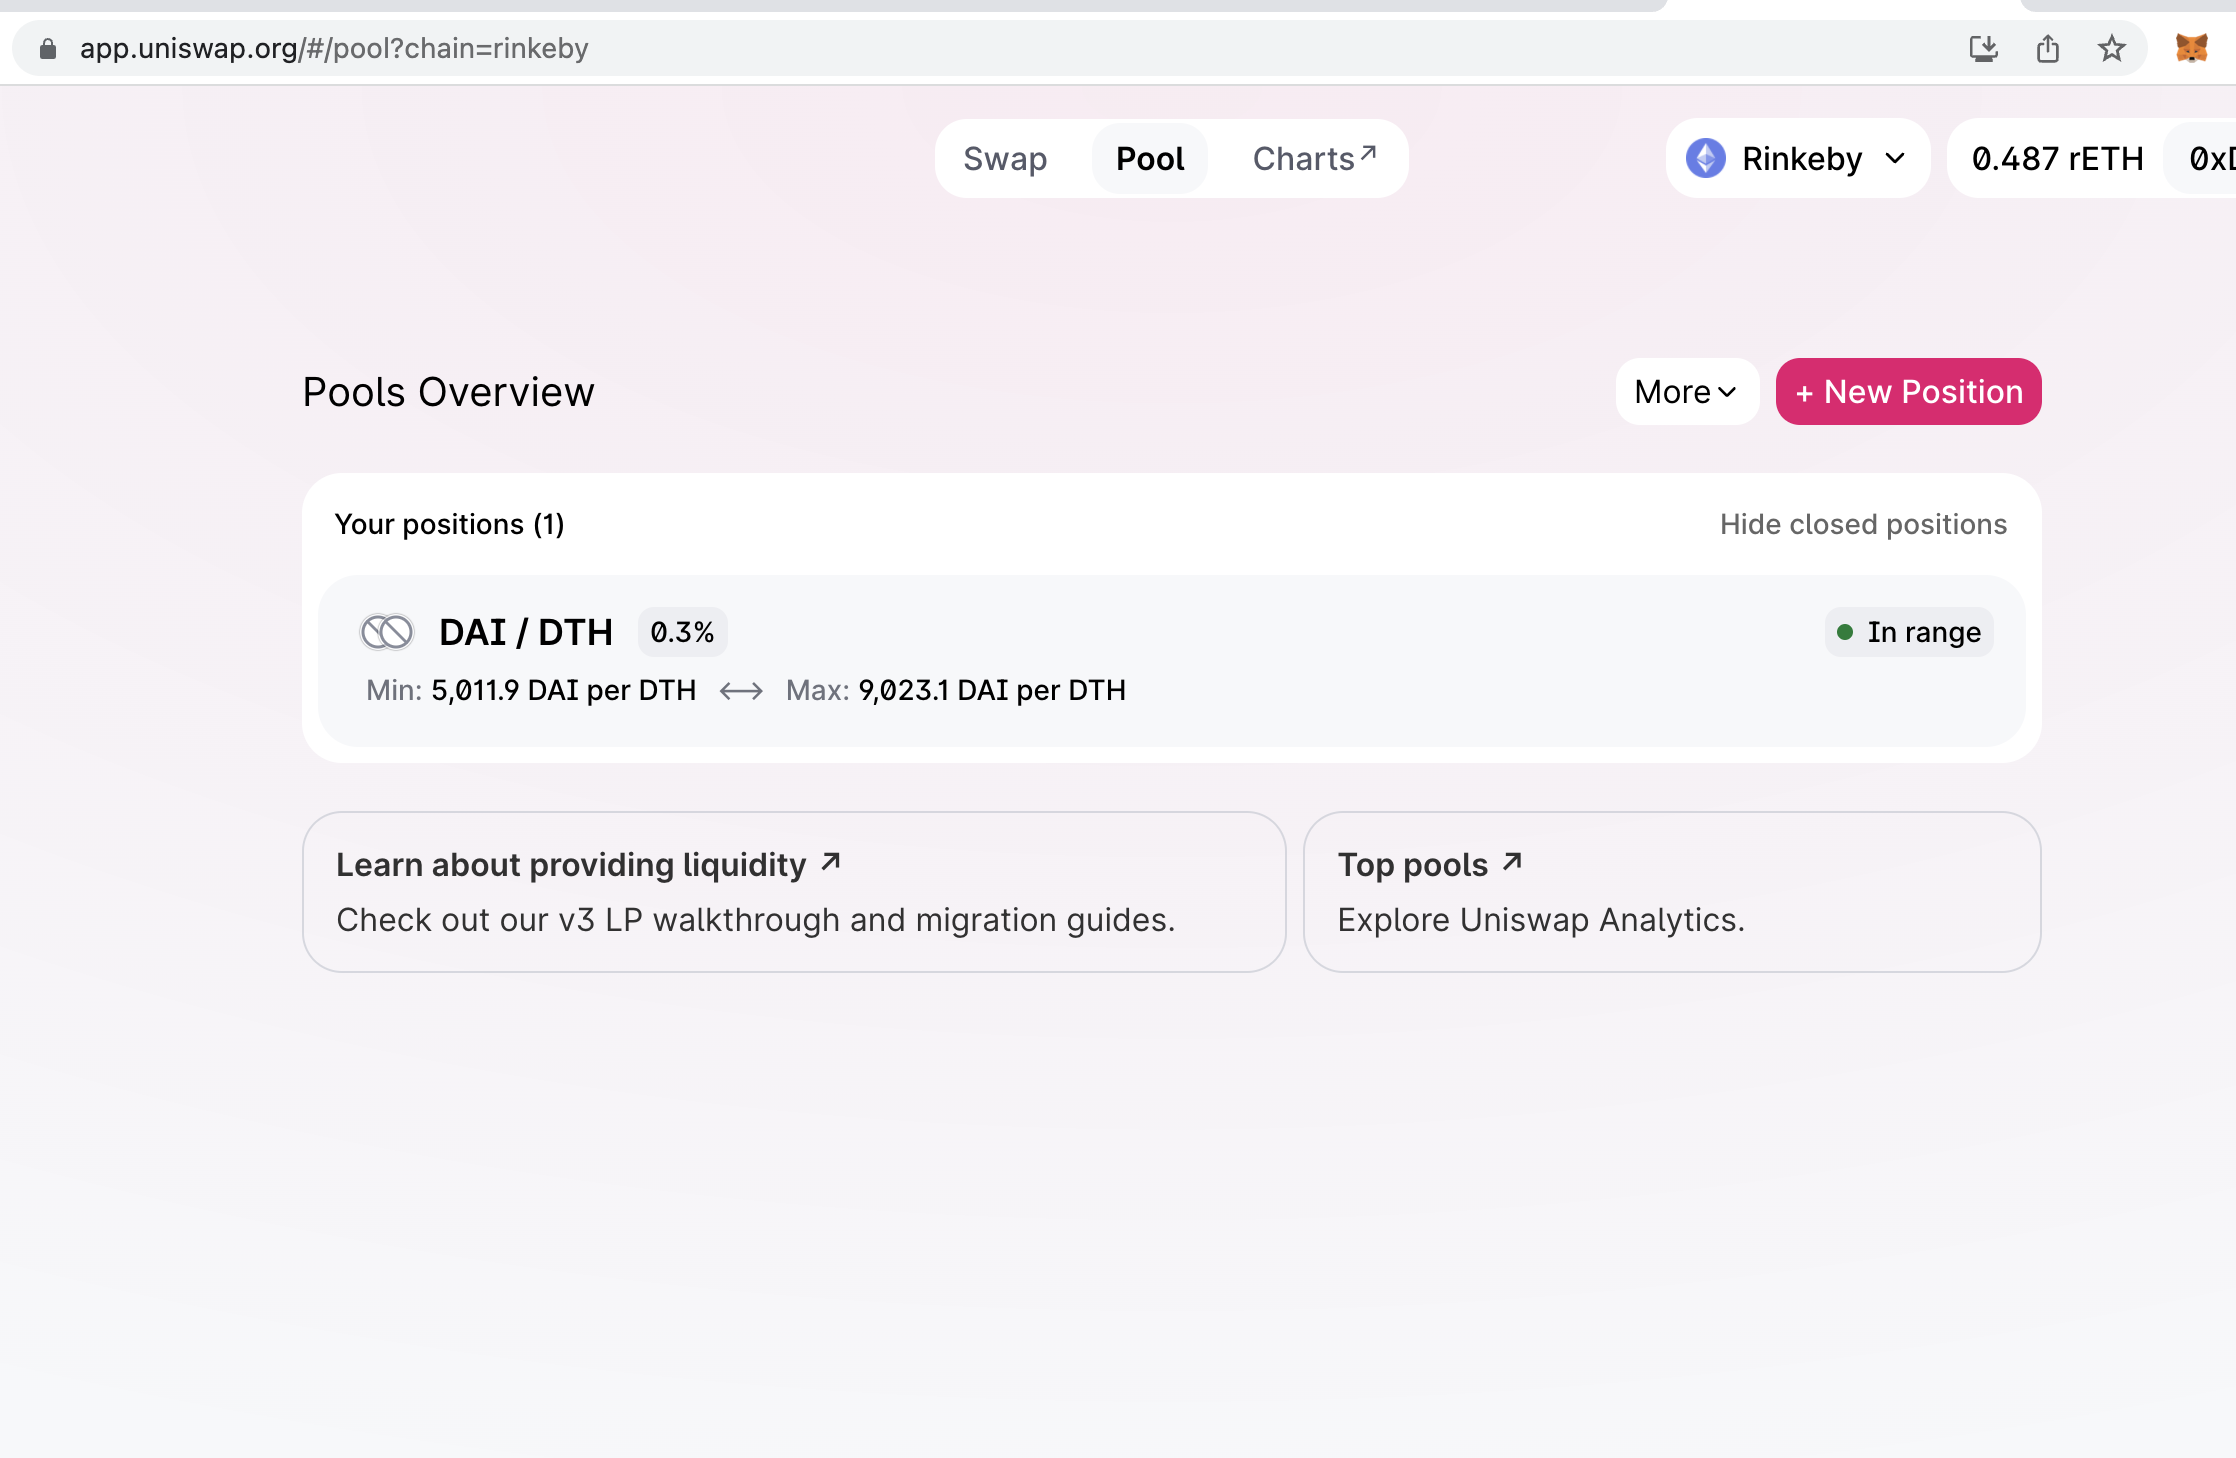 app.uniswap.org/#/pool?chain=rinkeby
Swap Pool Charts↗ Rinkeby 0.487 rETH
Pools Overview More + New Position
Your positions (1) Hide closed positions
DAI / DTH 0.3% In range
Min: 5,011.9 DAI per DTH ⟷ Max: 9,023.1 DAI per DTH
Learn about providing liquidity ↗
Check out our v3 LP walkthrough and migration guides.
Top pools ↗
Explore Uniswap Analytics.